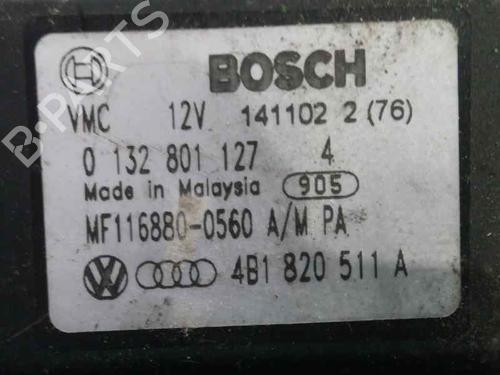 BOSCH
VMC 12V 141102 2 (76)
0 132 801 127 4
Made in Malaysia 905
MF116880-0560 A/M PA
4B1 820 511 A
B-PARTS